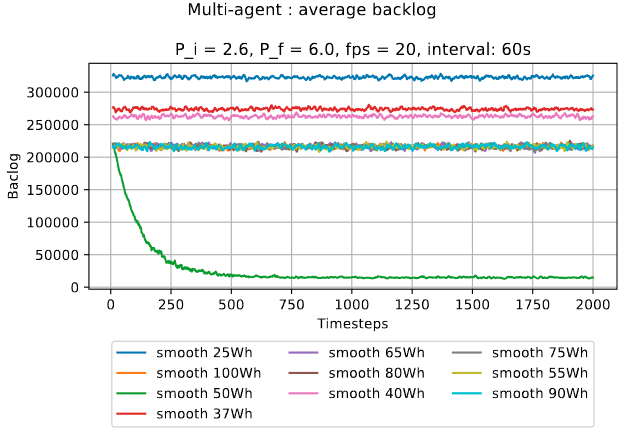 Multi-agent : average backlog
P_i = 2.6, P_f = 6.0, fps = 20, interval: 60s
300000
250000
200000
150000
100000
50000
0
Backlog
0 250 500 750 1000 1250 1500 1750 2000
Timesteps
smooth 25Wh smooth 65Wh smooth 75Wh
smooth 100Wh smooth 80Wh smooth 55Wh
smooth 50Wh smooth 40Wh smooth 90Wh
smooth 37Wh